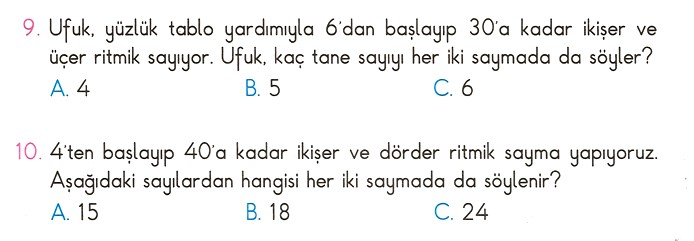 9. Ufuk, yüzlük tablo yardımıyla 6'dan başlayıp 30'a kadar ikişer ve
üçer ritmik sayıyor. Ufuk, kaç tane sayıyı her iki saymada da söyler?
A. 4 B. 5 C. 6
10. 4'ten başlayıp 40'a kadar ikişer ve dörder ritmik sayma yapıyoruz.
Aşağıdaki sayılardan hangisi her iki saymada da söylenir?
A. 15 B. 18 C. 24